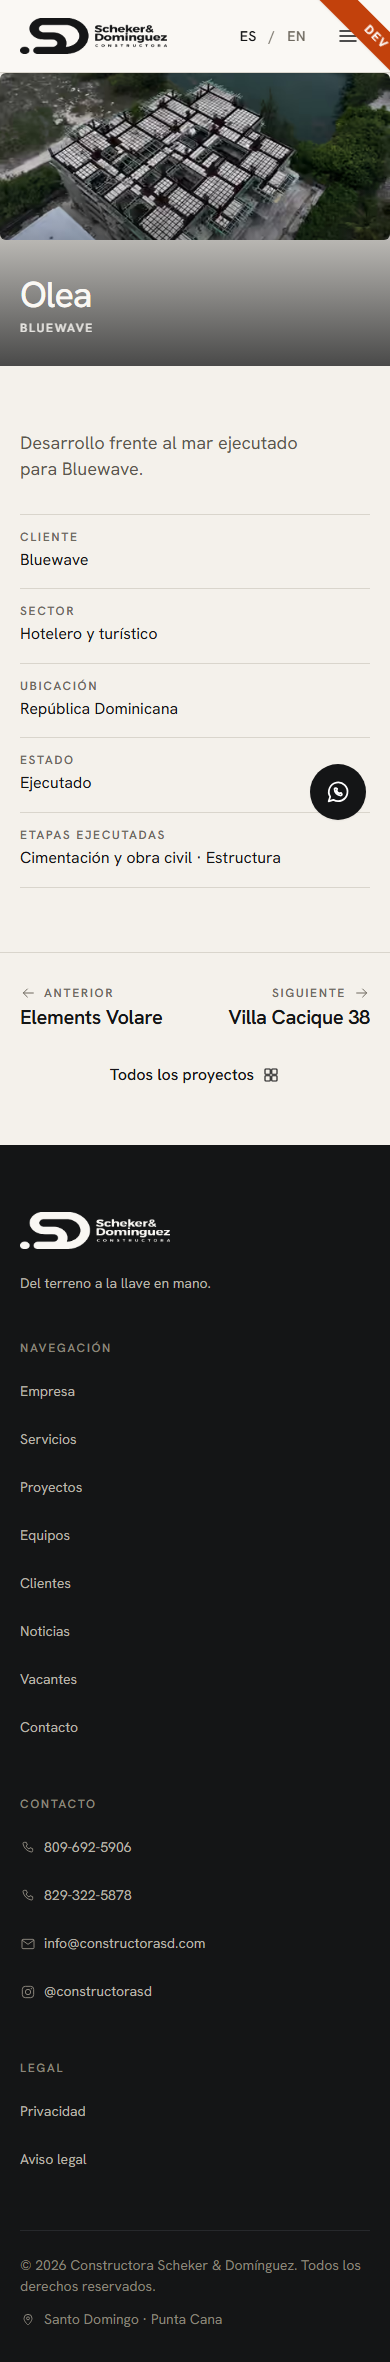 Scheker&
Domínguez
CONSTRUCTORA
ES / EN
DEV
Olea
BLUEWAVE
Desarrollo frente al mar ejecutado
para Bluewave.
CLIENTE
Bluewave
SECTOR
Hotelero y turístico
UBICACIÓN
República Dominicana
ESTADO
Ejecutado
ETAPAS EJECUTADAS
Cimentación y obra civil · Estructura
← ANTERIOR
Elements Volare
SIGUIENTE →
Villa Cacique 38
Todos los proyectos
Scheker&
Domínguez
CONSTRUCTORA
Del terreno a la llave en mano.
NAVEGACIÓN
Empresa
Servicios
Proyectos
Equipos
Clientes
Noticias
Vacantes
Contacto
CONTACTO
809-692-5906
829-322-5878
info@constructorasd.com
@constructorasd
LEGAL
Privacidad
Aviso legal
© 2026 Constructora Scheker & Domínguez. Todos los
derechos reservados.
Santo Domingo · Punta Cana